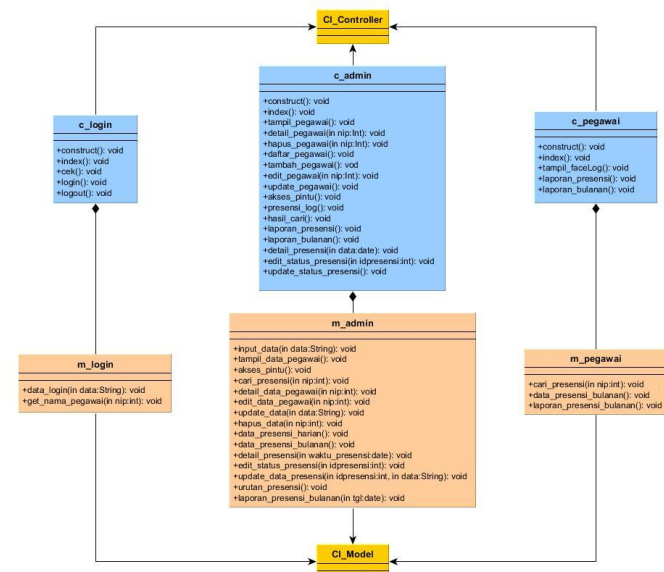 CI_Controller
c_login
+construct(): void
+index(): void
+cek(): void
+login(): void
+logout(): void
c_admin
+construct(): void
+index(): void
+tampil_pegawai(): void
+detail_pegawai(in nip:Int): void
+hapus_pegawai(in nip:Int): void
+daftar_pegawai(): void
+tambah_pegawai(): vod
+edit_pegawai(in nip:Int): void
+update_pegawai(): void
+akses_pintu(): void
+presensi_log(): void
+hasil_cari(): void
+laporan_presensi(): void
+laporan_bulanan(): void
+detail_presensi(in data:date): void
+edit_status_presensi(in idpresensi:int): void
+update_status_presensi(): void
c_pegawai
+construct(): void
+index(): void
+tampil_faceLog(): void
+laporan_presensi(): void
+laporan_bulanan(): void
m_login
+data_login(in data:String): void
+get_nama_pegawai(in nip:int): void
m_admin
+input_data(in data:String): void
+tampil_data_pegawai(): void
+akses_pintu(): void
+cari_presensi(in nip:int): void
+detail_data_pegawai(in nip:int): void
+edit_data_pegawai(in nip:int): void
+update_data(in data:String): void
+hapus_data(in nip:int): void
+data_presensi_harian(): void
+data_presensi_bulanan(): void
+detail_presensi(in waktu_presensi:date): void
+edit_status_presensi(in idpresensi:int): void
+update_data_presensi(in idpresensi:int, in data:String): void
+urutan_presensi(): void
+laporan_presensi_bulanan(in tgl:date): void
m_pegawai
+cari_presensi(in nip:int): void
+data_presensi_bulanan(): void
+laporan_presensi_bulanan(): void
CI_Model